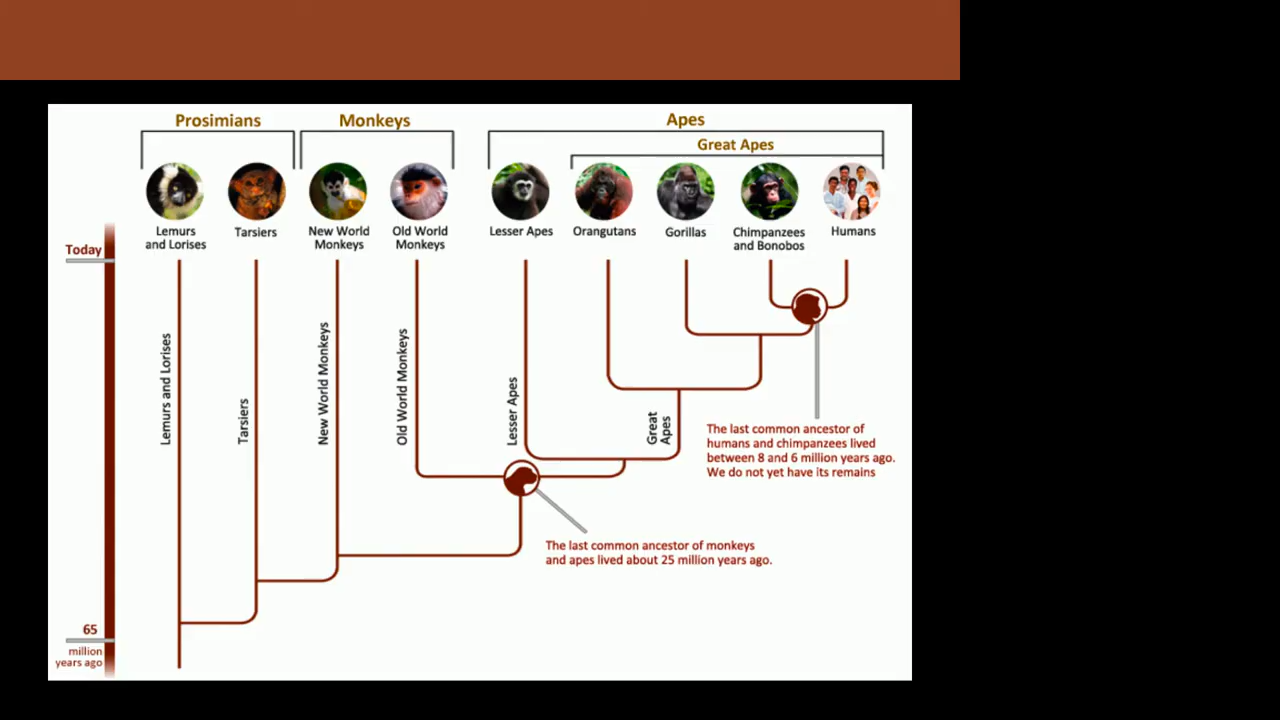 Prosimians
Monkeys
Apes
Great Apes
Lemurs
and Lorises
Tarsiers
New World
Monkeys
Old World
Monkeys
Lesser Apes
Orangutans
Gorillas
Chimpanzees
and Bonobos
Humans
Today
Lemurs and Lorises
Tarsiers
New World Monkeys
Old World Monkeys
Lesser Apes
Great
Apes
The last common ancestor of
humans and chimpanzees lived
between 8 and 6 million years ago.
We do not yet have its remains
The last common ancestor of monkeys
and apes lived about 25 million years ago.
65
million
years ago